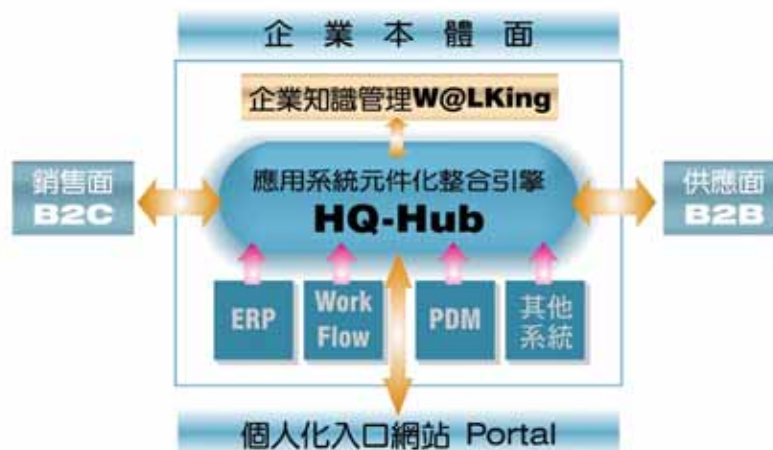 企業本體面
企業知識管理W@LKing
銷售面
B2C
應用系統元件化整合引擎
HQ-Hub
供應面
B2B
ERP
Work
Flow
PDM
其他
系統
個人化入口網站 Portal